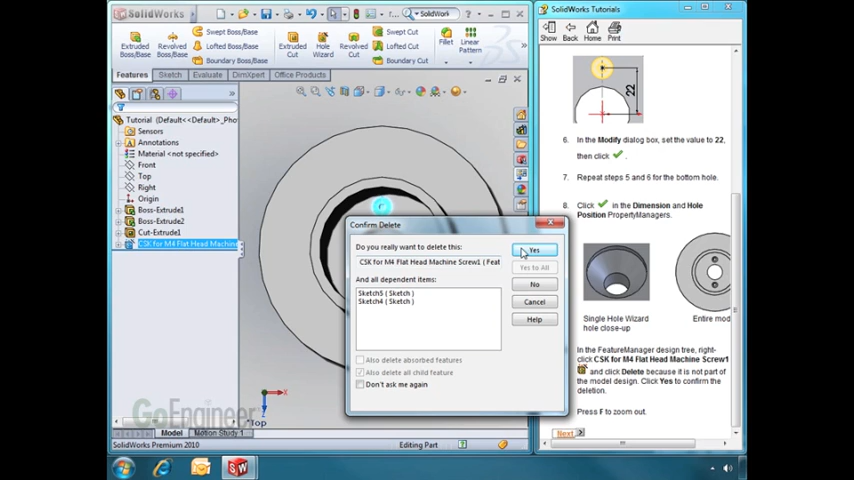 SolidWorks
r...
SolidWork
SolidWorks Tutorials
Extruded Boss/Base
Revolved Boss/Base
Swept Boss/Base
Lofted Boss/Base
Boundary Boss/Base
Extruded Cut
Hole Wizard
Revolved Cut
Swept Cut
Lofted Cut
Boundary Cut
Fillet
Linear Pattern
Features
Sketch
Evaluate
DimXpert
Office Products
Tutorial (Default<<Default>_Pho
Sensors
Annotations
Material <not specified>
Front
Top
Right
Origin
Boss-Extrude1
Boss-Extrude2
Cut-Extrude1
CSK for M4 Flat Head Machine
Confirm Delete
Do you really want to delete this:
CSK for M4 Flat Head Machine Screw1 ( Feat
And all dependent items:
Sketch5 ( Sketch )
Sketch4 ( Sketch )
Also delete absorbed features
Also delete all child feature
Don't ask me again
Yes
Yes to All
No
Cancel
Help
X
*Top
GoEngineer
Model
Motion Study 1
SolidWorks Premium 2010
Editing Part
Show
Back
Home
Print
22
6. In the Modify dialog box, set the value to 22,
then click .
7. Repeat steps 5 and 6 for the bottom hole.
8. Click in the Dimension and Hole
Position PropertyManagers.
Single Hole Wizard
hole close-up
Entire mod
In the FeatureManager design tree, right-
click CSK for M4 Flat Head Machine Screw1
and click Delete because it is not part of
the model design. Click Yes to confirm the
deletion.
Press F to zoom out.
Next